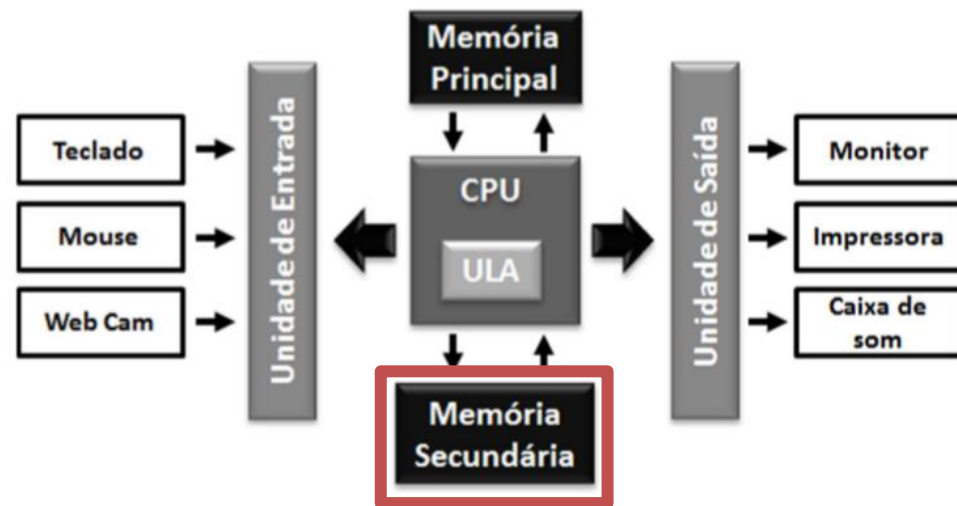 Memória
Principal
Teclado
Mouse
Web Cam
Unidade de Entrada
CPU
ULA
Unidade de Saída
Monitor
Impressora
Caixa de
som
Memória
Secundária